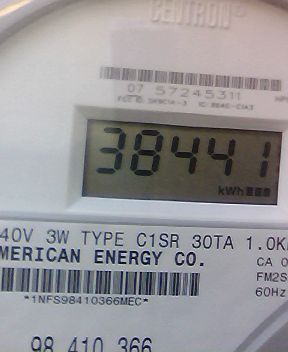 CENTRON®
07 57245311
38441
kWh
40V 3W TYPE C1SR 30TA 1.0K
MERICAN ENERGY CO.
CA 0
FM2S
60Hz
*1NFS98410366MEC*
98 410 366